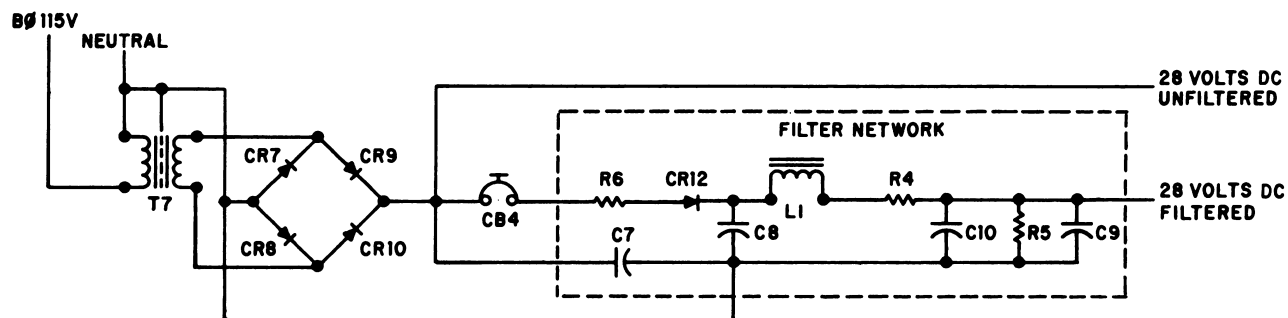 BØ 115V
NEUTRAL
28 VOLTS DC
UNFILTERED
FILTER NETWORK
CR7
CR9
T7
CB4
R6
CR12
L1
R4
28 VOLTS DC
FILTERED
CR8
CR10
C7
C8
C10
R5
C9